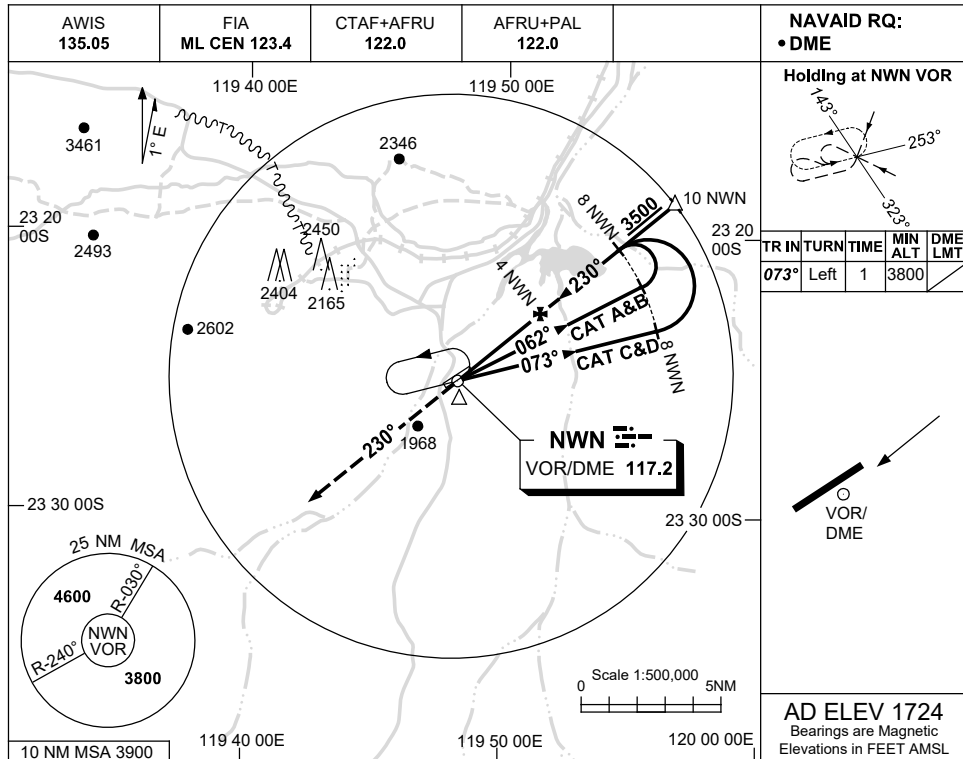 AWIS
135.05
FIA
ML CEN 123.4
CTAF+AFRU
122.0
AFRU+PAL
122.0
NAVAID RQ:
• DME
119 40 00E
119 50 00E
Holding at NWN VOR
143°
253°
323°
TR IN TURN TIME MIN ALT DME LMT
073° Left 1 3800
3461
1° E
2346
10 NWN
3500
8 NWN
23 20
00S
23 20
00S
2493
2450
2404
2165
4 NWN
230°
062°
CAT A&B
073°
CAT C&D
8 NWN
2602
230°
1968
NWN
VOR/DME 117.2
VOR/
DME
23 30 00S
23 30 00S
25 NM MSA
R-030°
4600
NWN
VOR
R-240°
3800
Scale 1:500,000
0 5NM
10 NM MSA 3900
119 40 00E
119 50 00E
120 00 00E
AD ELEV 1724
Bearings are Magnetic
Elevations in FEET AMSL